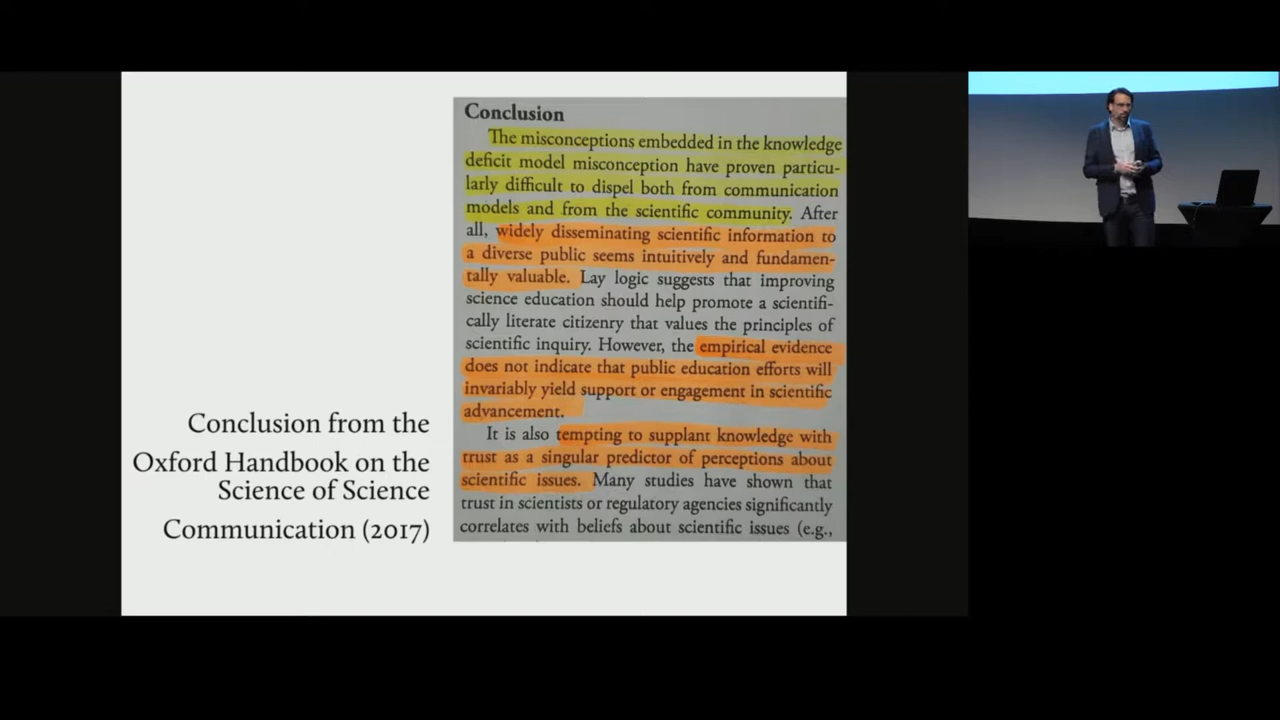 Conclusion from the
Oxford Handbook on the
Science of Science
Communication (2017)
Conclusion
The misconceptions embedded in the knowledge
deficit model misconception have proven particu-
larly difficult to dispel both from communication
models and from the scientific community. After
all, widely disseminating scientific information to
a diverse public seems intuitively and fundamen-
tally valuable. Lay logic suggests that improving
science education should help promote a scientifi-
cally literate citizenry that values the principles of
scientific inquiry. However, the empirical evidence
does not indicate that public education efforts will
invariably yield support or engagement in scientific
advancement.
It is also tempting to supplant knowledge with
trust as a singular predictor of perceptions about
scientific issues. Many studies have shown that
trust in scientists or regulatory agencies significantly
correlates with beliefs about scientific issues (e.g.,